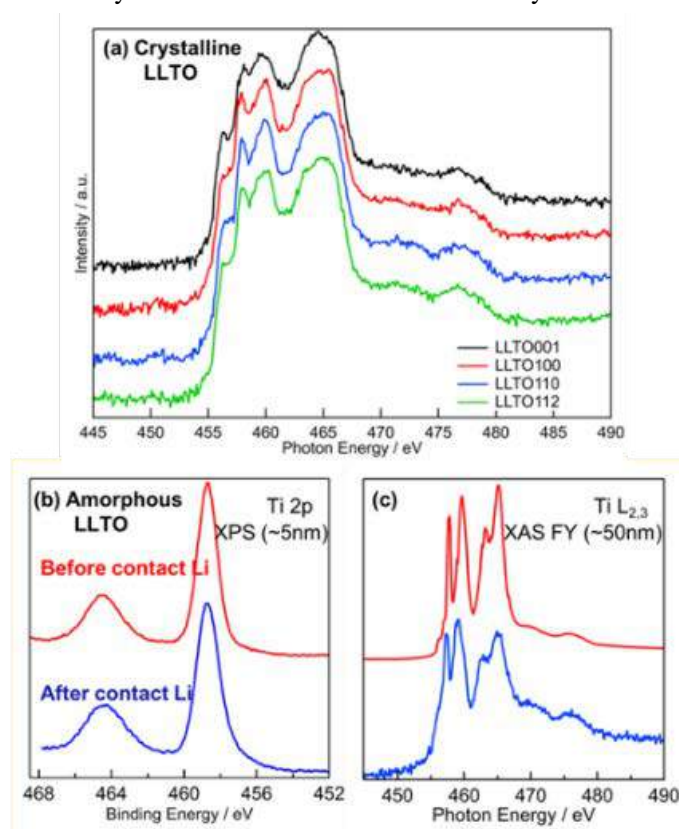 (a) Crystalline
LLTO
Intensity / a.u.
LLTO001
LLTO100
LLTO110
LLTO112
445 450 455 460 465 470 475 480 485 490
Photon Energy / eV
(b) Amorphous
LLTO
Ti 2p
XPS (~5nm)
Before contact Li
After contact Li
468 464 460 456 452
Binding Energy / eV
(c)
Ti L2,3
XAS FY (~50nm)
450 460 470 480 490
Photon Energy / eV